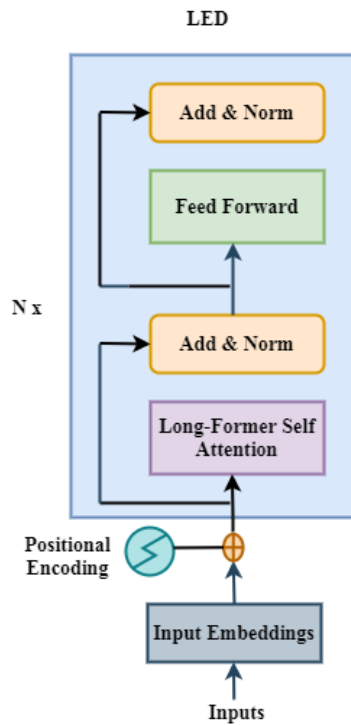 LED
Add & Norm
Feed Forward
N x
Add & Norm
Long-Former Self
Attention
Positional
Encoding
Input Embeddings
Inputs